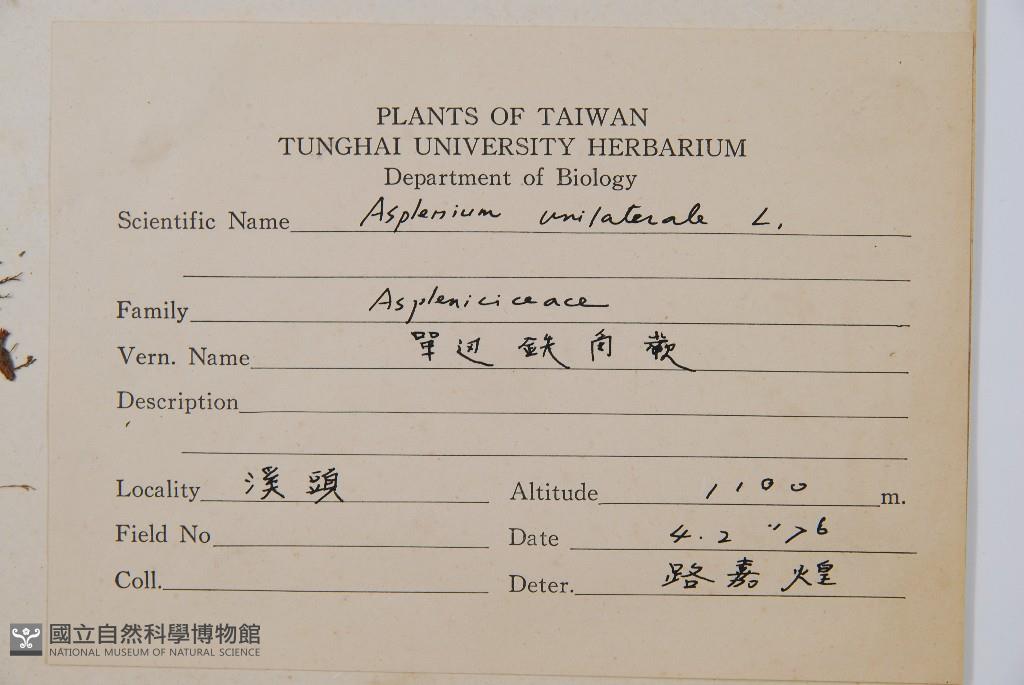 PLANTS OF TAIWAN
TUNGHAI UNIVERSITY HERBARIUM
Department of Biology
Scientific Name Asplenium unilaterale L.
Family Aspleniciceace
Vern. Name 單边鉄角蕨
Description
Locality 溪頭
Altitude 1100 m.
Field No
Date 4.2 "76
Coll.
Deter. 路嘉煌
國立自然科學博物館
NATIONAL MUSEUM OF NATURAL SCIENCE